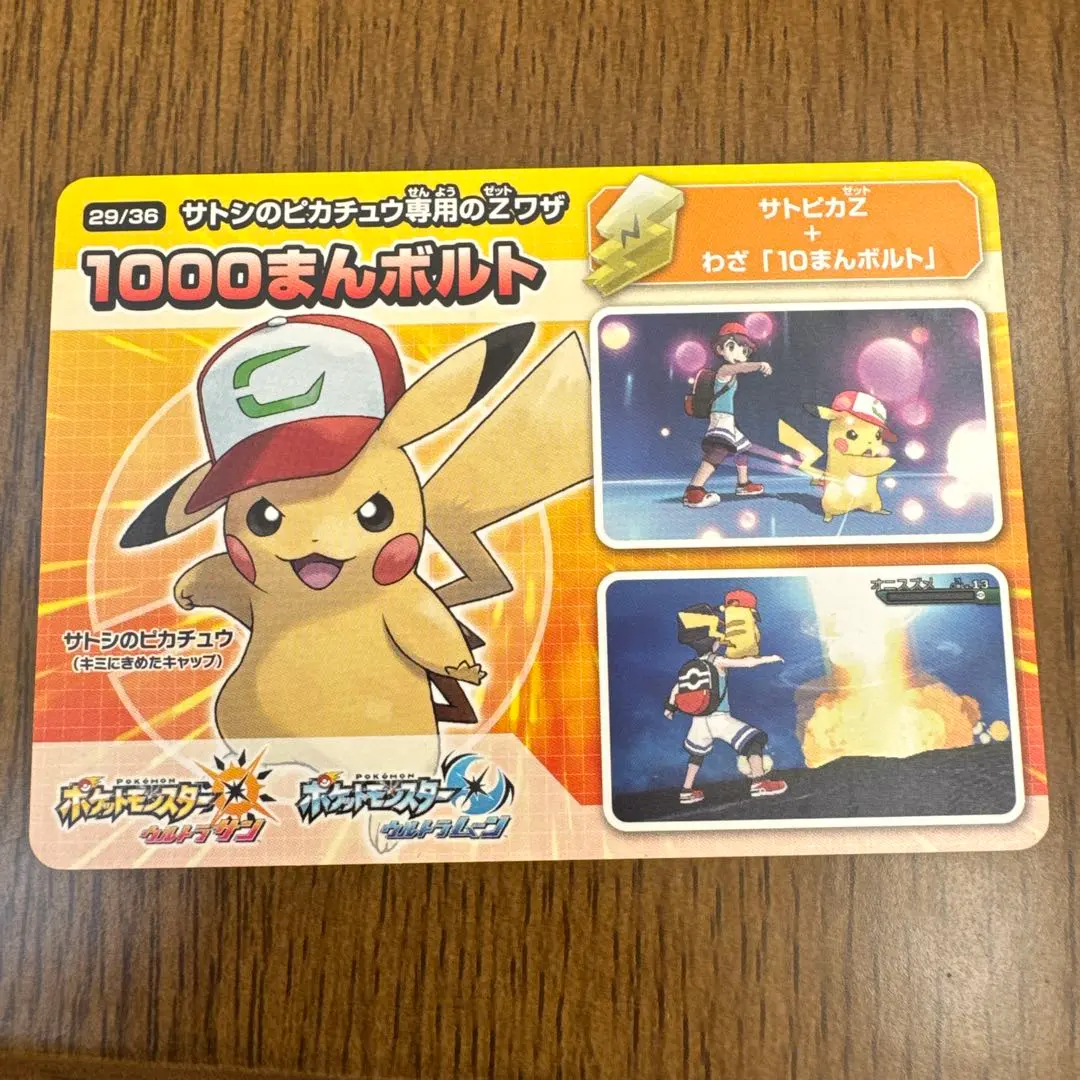 29/36 サトシのピカチュウ専用のZワザ
せんよう ゼット
1000まんボルト
ゼット
サトピカZ
+
わざ「10まんボルト」
オニスズメ
13
サトシのピカチュウ
(キミにきめたキャップ)
POKÉMON
ポケットモンスター
ウルトラサン
POKÉMON
ポケットモンスター
ウルトラムーン